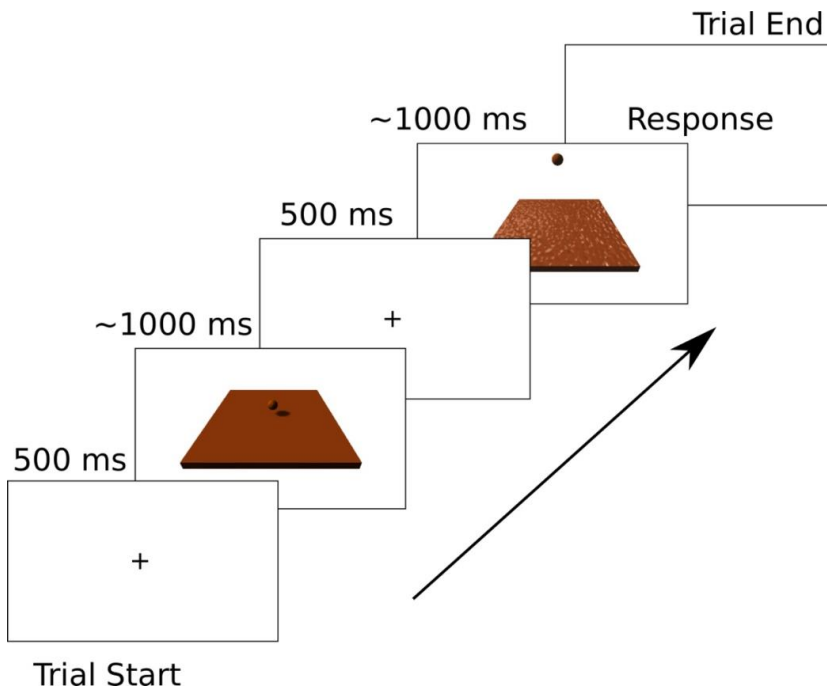 Trial End
~1000 ms
Response
500 ms
+
~1000 ms
500 ms
+
Trial Start